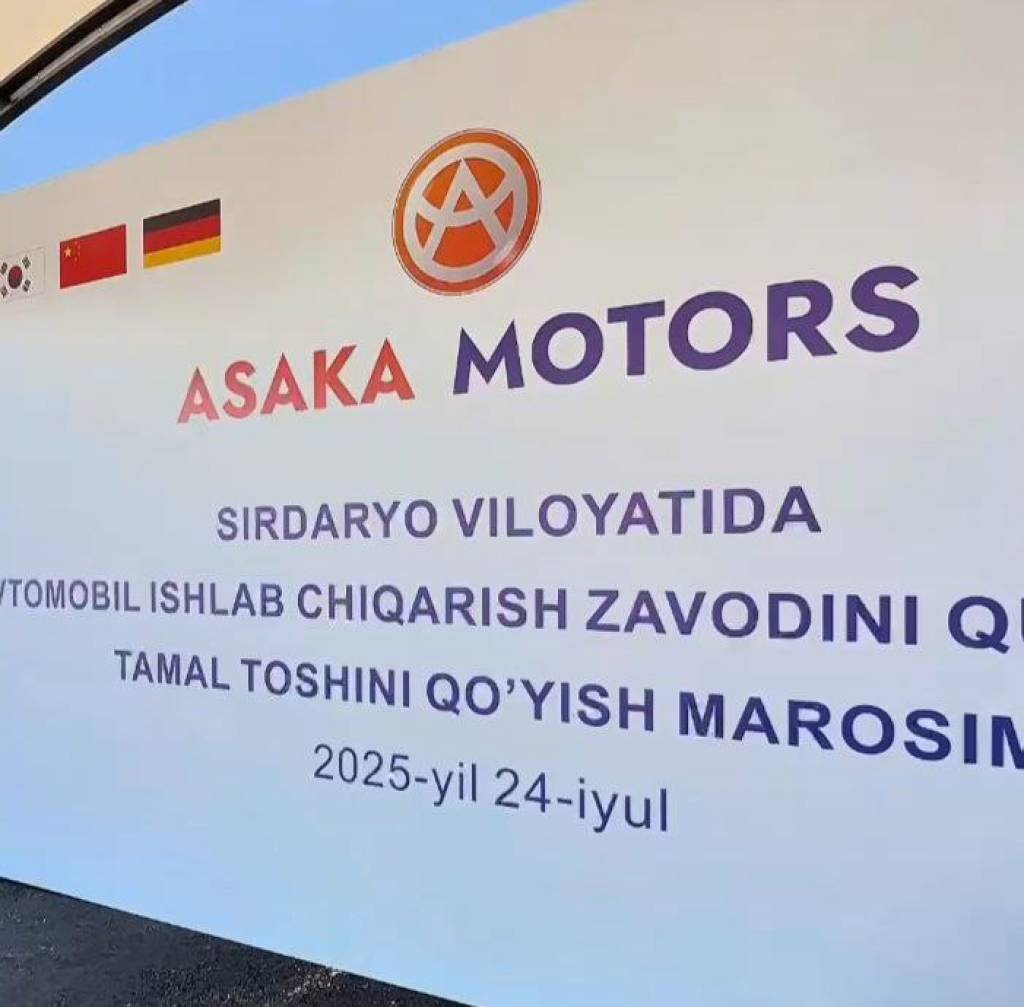 ASAKA MOTORS
SIRDARYO VILOYATIDA
ISHLAB CHIQARISH ZAVODINI
TAMAL TOSHINI QO’YISH
2025-yil 24-iyul